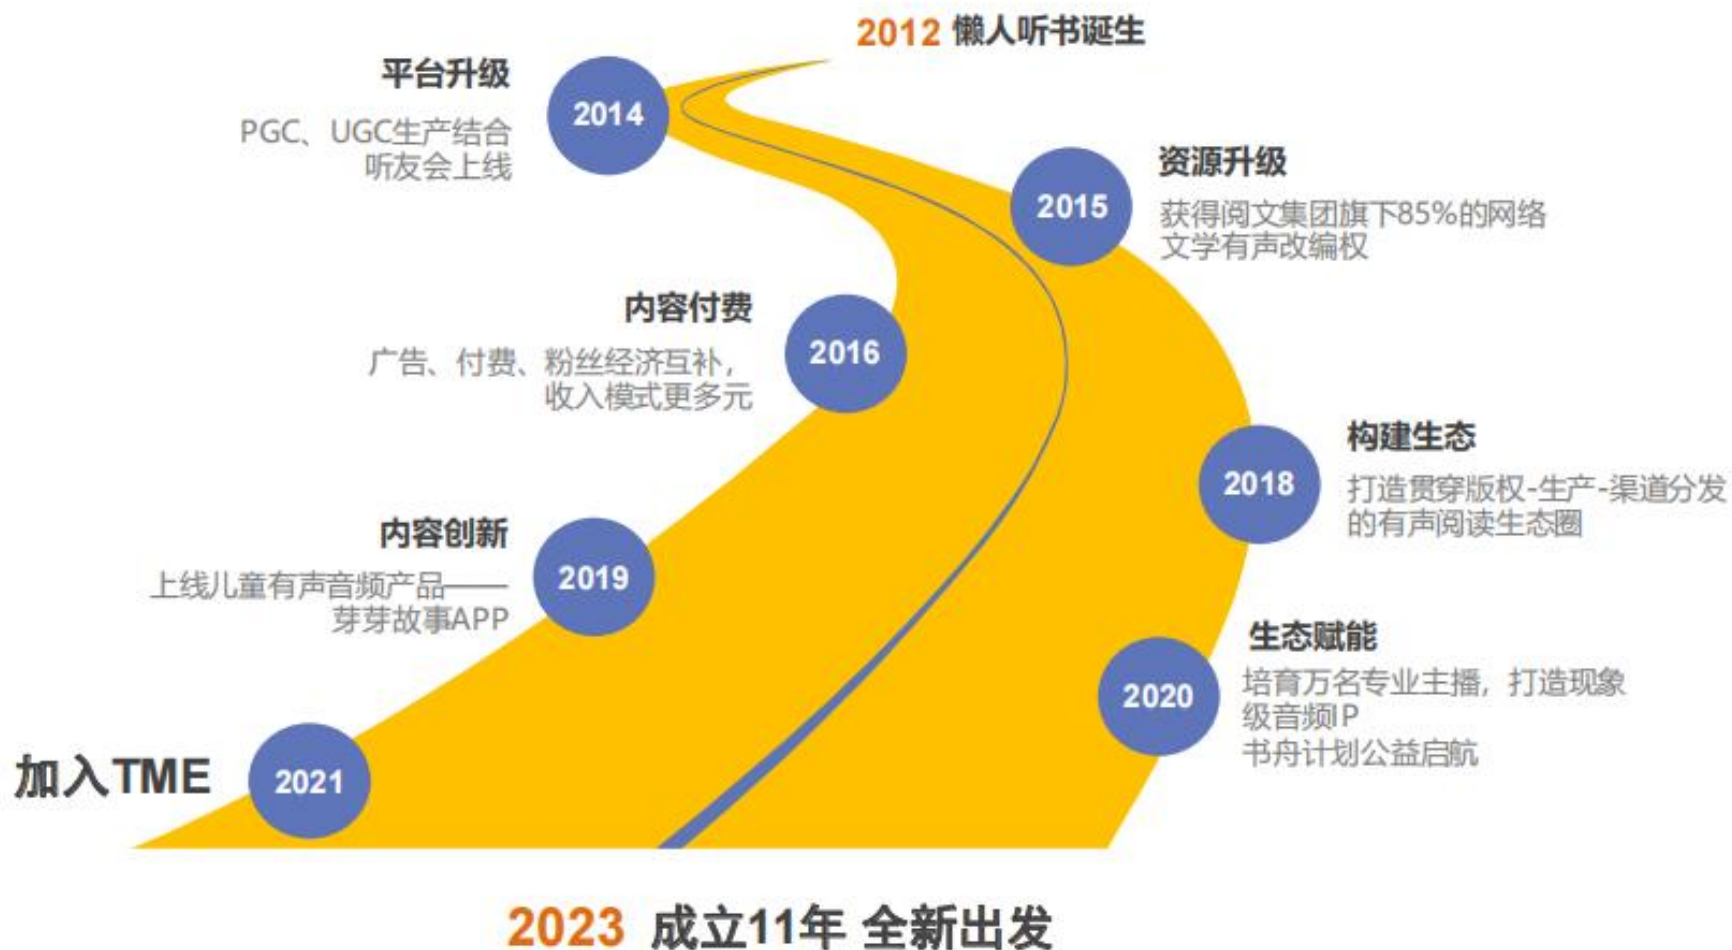 2012 懒人听书诞生
平台升级
2014
PGC、UGC生产结合
听友会上线
资源升级
2015
获得阅文集团旗下85%的网络
文学有声改编权
内容付费
2016
广告、付费、粉丝经济互补，
收入模式更多元
构建生态
2018
打造贯穿版权-生产-渠道分发
的有声阅读生态圈
内容创新
2019
上线儿童有声音频产品——
芽芽故事APP
生态赋能
2020
培育万名专业主播，打造现象
级音频IP
书舟计划公益启航
加入TME
2021
2023 成立11年 全新出发